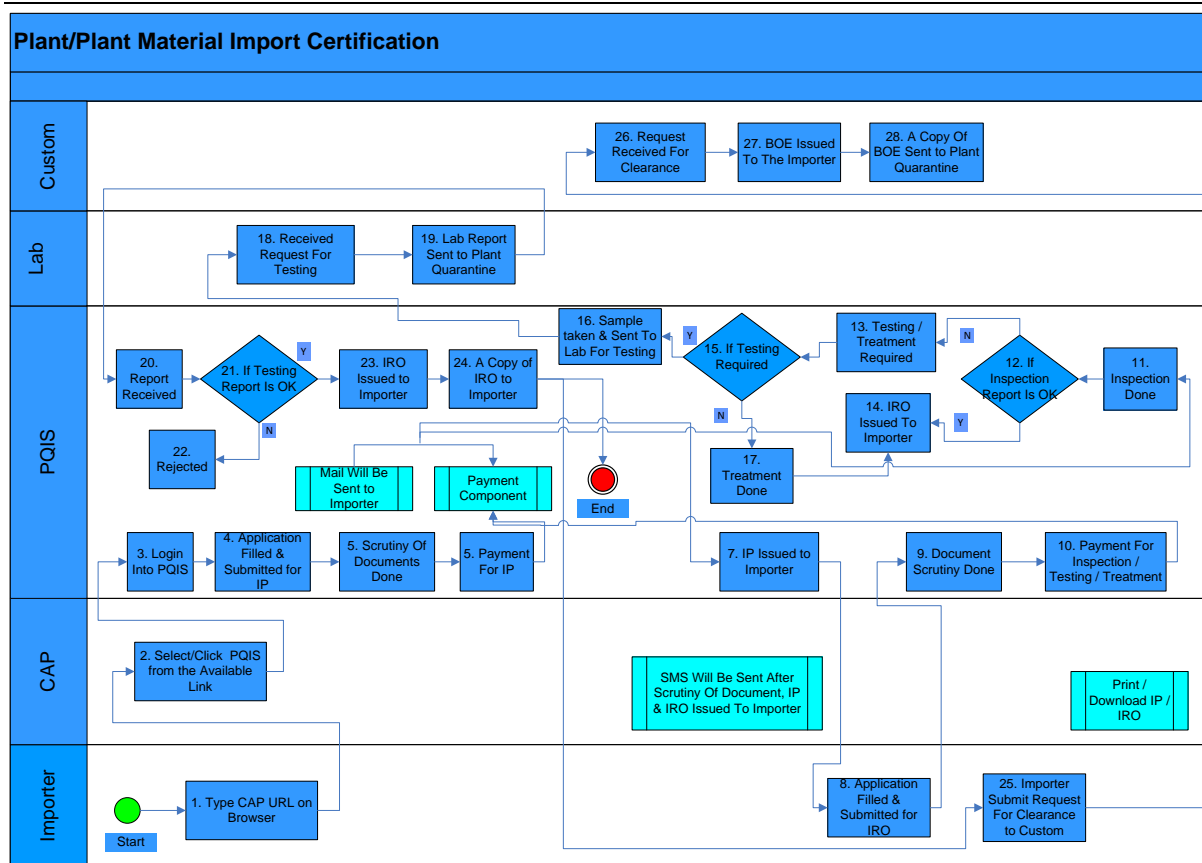 Plant/Plant Material Import Certification
Custom
26. Request
Received For
Clearance
27. BOE Issued
To The Importer
28. A Copy Of
BOE Sent to Plant
Quarantine
Lab
18. Received
Request For
Testing
19. Lab Report
Sent to Plant
Quarantine
PQIS
20.
Report
Received
21. If Testing
Report Is OK
Y
N
22.
Rejected
23. IRO
Issued to
Importer
24. A Copy of
IRO to
Importer
16. Sample
taken & Sent To
Lab For Testing
Y
15. If Testing
Required
N
13. Testing /
Treatment
Required
N
12. If
Inspection
Report Is OK
Y
11.
Inspection
Done
14. IRO
Issued To
Importer
17.
Treatment
Done
Mail Will Be
Sent to
Importer
Payment
Component
End
3. Login
Into PQIS
4. Application
Filled &
Submitted for
IP
5. Scrutiny Of
Documents
Done
5. Payment
For IP
7. IP Issued to
Importer
9. Document
Scrutiny Done
10. Payment For
Inspection /
Testing / Treatment
CAP
2. Select/Click PQIS
from the Available
Link
SMS Will Be Sent After
Scrutiny Of Document, IP
& IRO Issued To Importer
Print /
Download IP /
IRO
Importer
Start
1. Type CAP URL on
Browser
8. Application
Filled &
Submitted for
IRO
25. Importer
Submit Request
For Clearance
to Custom